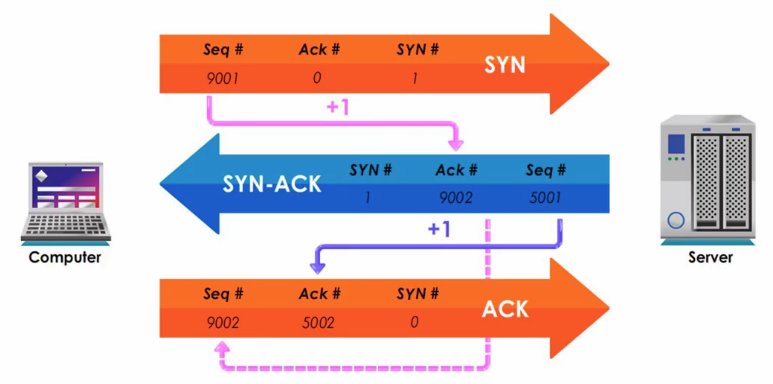 Seq # Ack # SYN # SYN
9001 0 1
+1
SYN-ACK SYN # Ack # Seq #
1 9002 5001
Computer
Server
+1
Seq # Ack # SYN # ACK
9002 5002 0